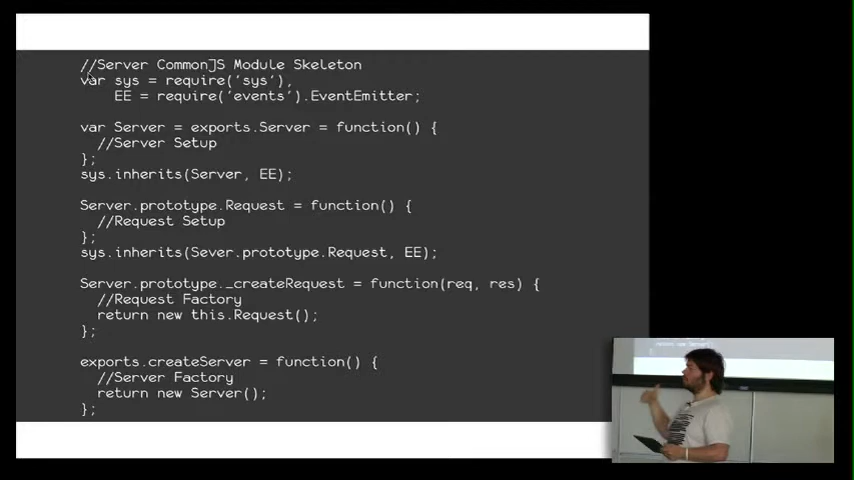 //Server CommonJS Module Skeleton
var sys = require('sys'),
EE = require('events').EventEmitter;
var Server = exports.Server = function() {
//Server Setup
};
sys.inherits(Server, EE);
Server.prototype.Request = function() {
//Request Setup
};
sys.inherits(Sever.prototype.Request, EE);
Server.prototype._createRequest = function(req, res) {
//Request Factory
return new this.Request();
};
exports.createServer = function() {
//Server Factory
return new Server();
};